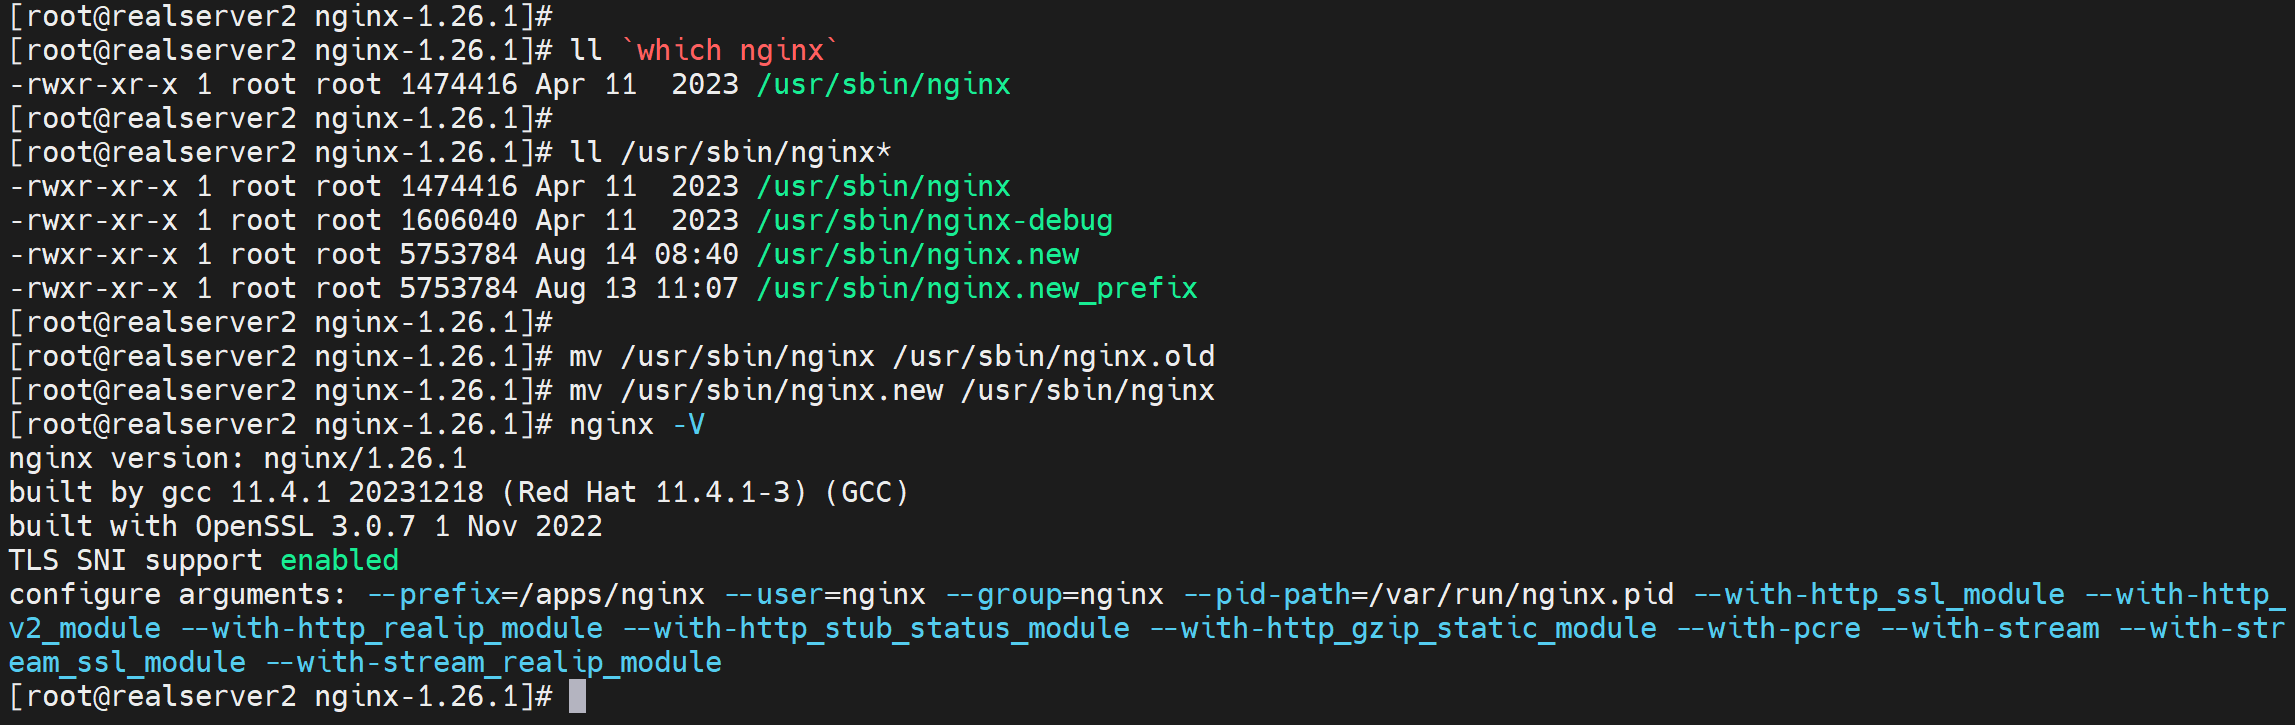 [root@realserver2 nginx-1.26.1]#
[root@realserver2 nginx-1.26.1]# ll `which nginx`
-rwxr-xr-x 1 root root 1474416 Apr 11  2023 /usr/sbin/nginx
[root@realserver2 nginx-1.26.1]#
[root@realserver2 nginx-1.26.1]# ll /usr/sbin/nginx*
-rwxr-xr-x 1 root root 1474416 Apr 11  2023 /usr/sbin/nginx
-rwxr-xr-x 1 root root 1606040 Apr 11  2023 /usr/sbin/nginx-debug
-rwxr-xr-x 1 root root 5753784 Aug 14 08:40 /usr/sbin/nginx.new
-rwxr-xr-x 1 root root 5753784 Aug 13 11:07 /usr/sbin/nginx.new_prefix
[root@realserver2 nginx-1.26.1]#
[root@realserver2 nginx-1.26.1]# mv /usr/sbin/nginx /usr/sbin/nginx.old
[root@realserver2 nginx-1.26.1]# mv /usr/sbin/nginx.new /usr/sbin/nginx
[root@realserver2 nginx-1.26.1]# nginx -V
nginx version: nginx/1.26.1
built by gcc 11.4.1 20231218 (Red Hat 11.4.1-3) (GCC)
built with OpenSSL 3.0.7 1 Nov 2022
TLS SNI support enabled
configure arguments: --prefix=/apps/nginx --user=nginx --group=nginx --pid-path=/var/run/nginx.pid --with-http_ssl_module --with-http_
v2_module --with-http_realip_module --with-http_stub_status_module --with-http_gzip_static_module --with-pcre --with-stream --with-str
eam_ssl_module --with-stream_realip_module
[root@realserver2 nginx-1.26.1]#